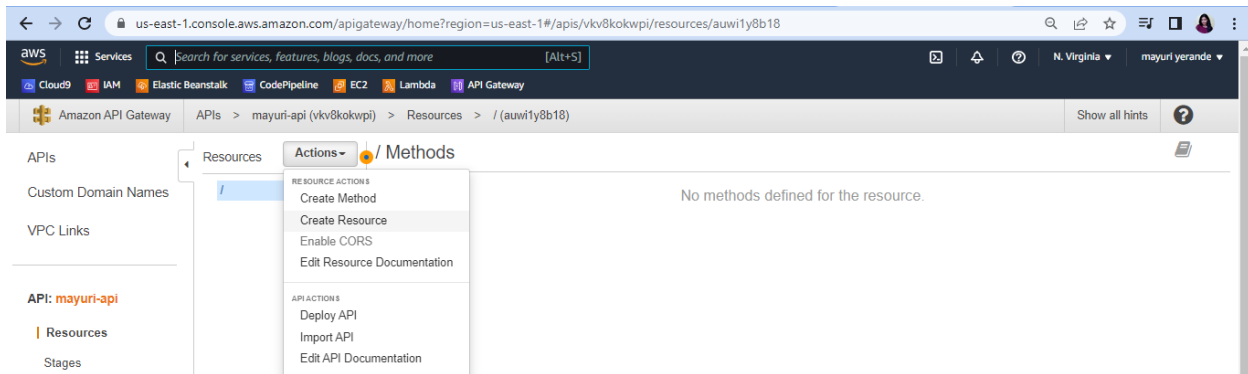 us-east-1.console.aws.amazon.com/apigateway/home?region=us-east-1#/apis/vkv8kokwpi/resources/auwi1y8b18
aws Services Search for services, features, blogs, docs, and more [Alt+S] N. Virginia ▼ mayuri yerande ▼
Cloud9 IAM Elastic Beanstalk CodePipeline EC2 Lambda API Gateway
Amazon API Gateway APIs > mayuri-api (vkv8kokwpi) > Resources > / (auwi1y8b18) Show all hints ?
APIs Resources Actions / Methods
RESOURCE ACTIONS
Custom Domain Names / Create Method No methods defined for the resource.
Create Resource
VPC Links Enable CORS
Edit Resource Documentation
API: mayuri-api API ACTIONS
Deploy API
Resources Import API
Stages Edit API Documentation